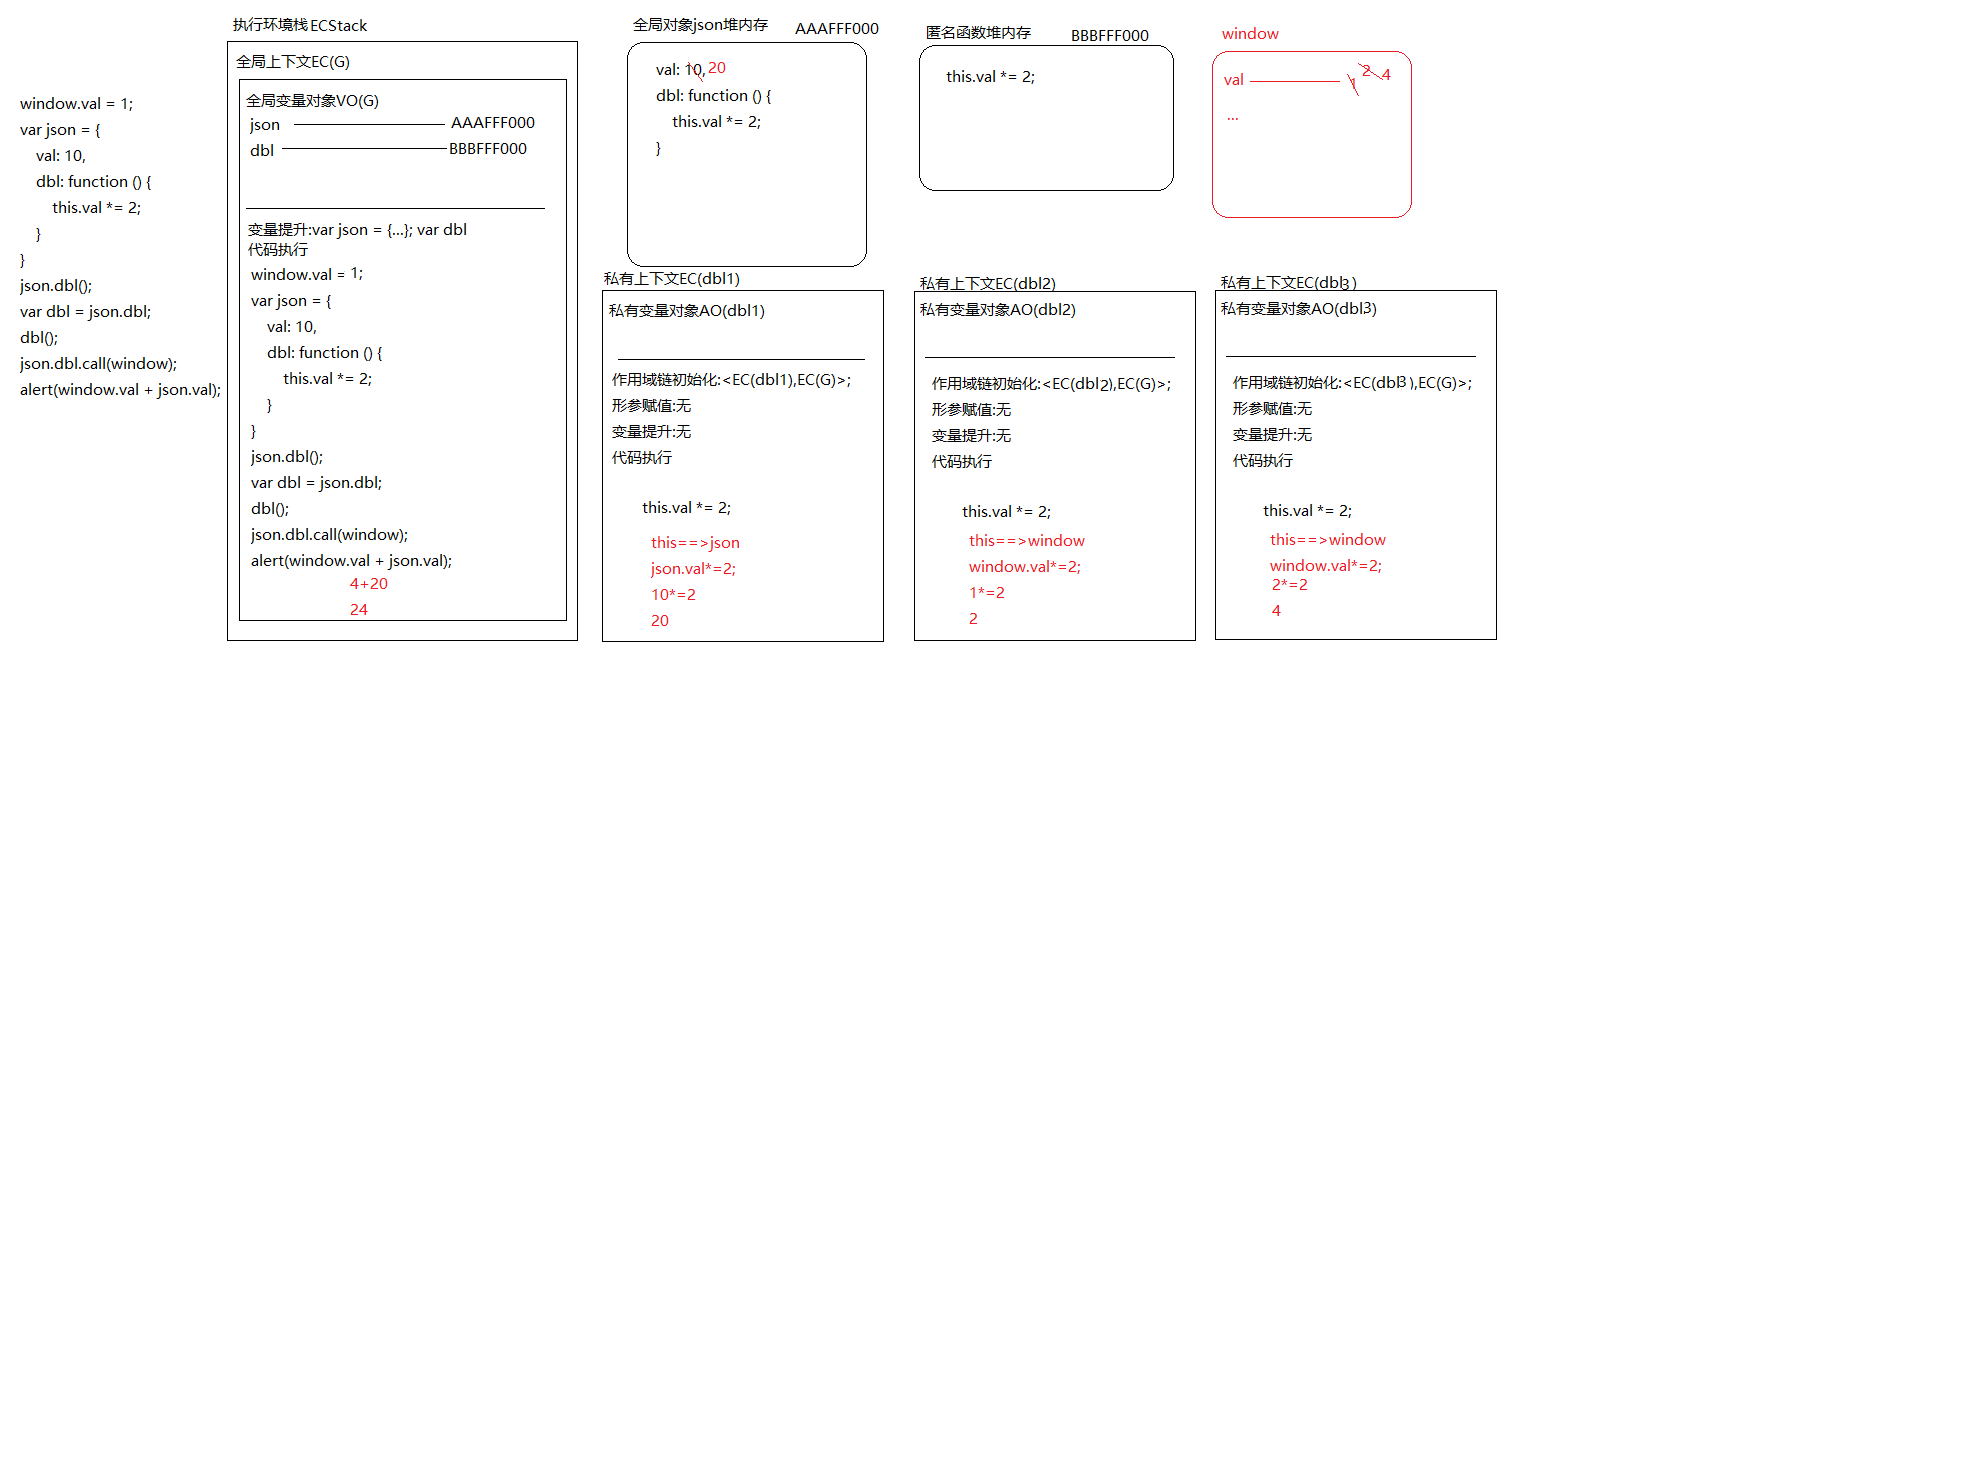 window.val = 1;
var json = {
val: 10,
dbl: function () {
this.val *= 2;
}
}
json.dbl();
var dbl = json.dbl;
dbl();
json.dbl.call(window);
alert(window.val + json.val);
执行环境栈ECStack
全局上下文EC(G)
全局变量对象VO(G)
json AAAFFF000
dbl BBBFFF000
变量提升:var json = {...}; var dbl
代码执行
window.val = 1;
var json = {
val: 10,
dbl: function () {
this.val *= 2;
}
}
json.dbl();
var dbl = json.dbl;
dbl();
json.dbl.call(window);
alert(window.val + json.val);
4+20
24
全局对象json堆内存 AAAFFF000
val: 10, 20
dbl: function () {
this.val *= 2;
}
匿名函数堆内存 BBBFFF000
this.val *= 2;
window
val 1 2 4
...
私有上下文EC(dbl1)
私有变量对象AO(dbl1)
作用域链初始化:<EC(dbl1),EC(G)>;
形参赋值:无
变量提升:无
代码执行
this.val *= 2;
this==>json
json.val*=2;
10*=2
20
私有上下文EC(dbl2)
私有变量对象AO(dbl2)
作用域链初始化:<EC(dbl2),EC(G)>;
形参赋值:无
变量提升:无
代码执行
this.val *= 2;
this==>window
window.val*=2;
1*=2
2
私有上下文EC(dbl3)
私有变量对象AO(dbl3)
作用域链初始化:<EC(dbl3),EC(G)>;
形参赋值:无
变量提升:无
代码执行
this.val *= 2;
this==>window
window.val*=2;
2*=2
4